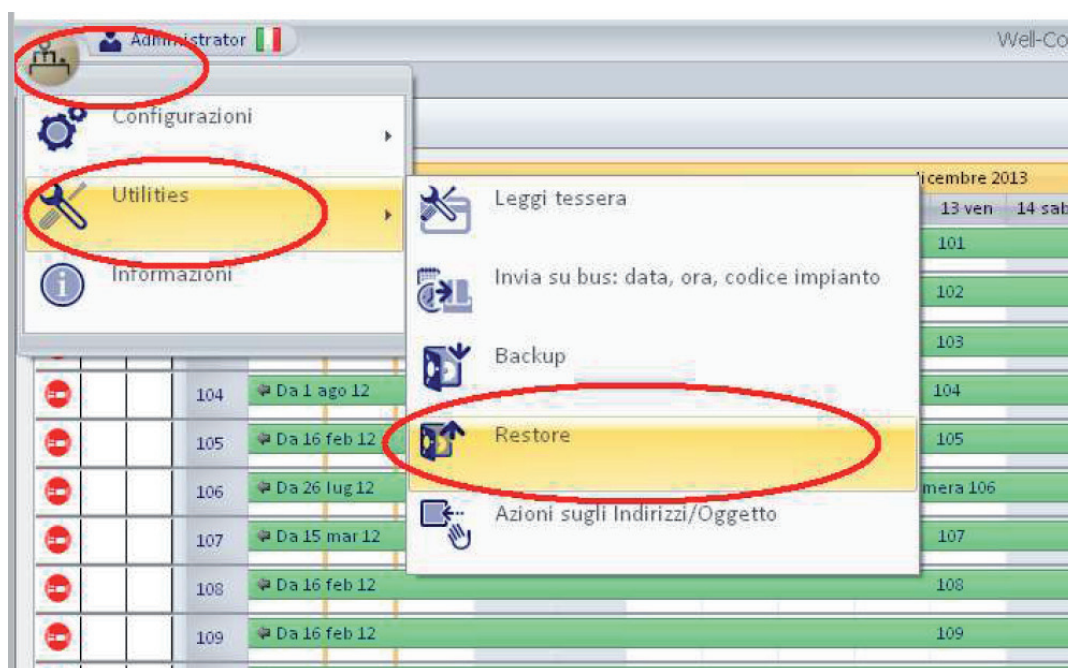 Administrator
Well-Co
Configurazioni
Utilities
Informazioni
icembre 2013
13 ven 14 sab
Leggi tessera
Invia su bus: data, ora, codice impianto
Backup
Restore
Azioni sugli Indirizzi/Oggetto
101
102
103
104 Da 1 ago 12 104
105 Da 16 feb 12 105
106 Da 26 lug 12 mera 106
107 Da 15 mar 12 107
108 Da 16 feb 12 108
109 Da 16 feb 12 109